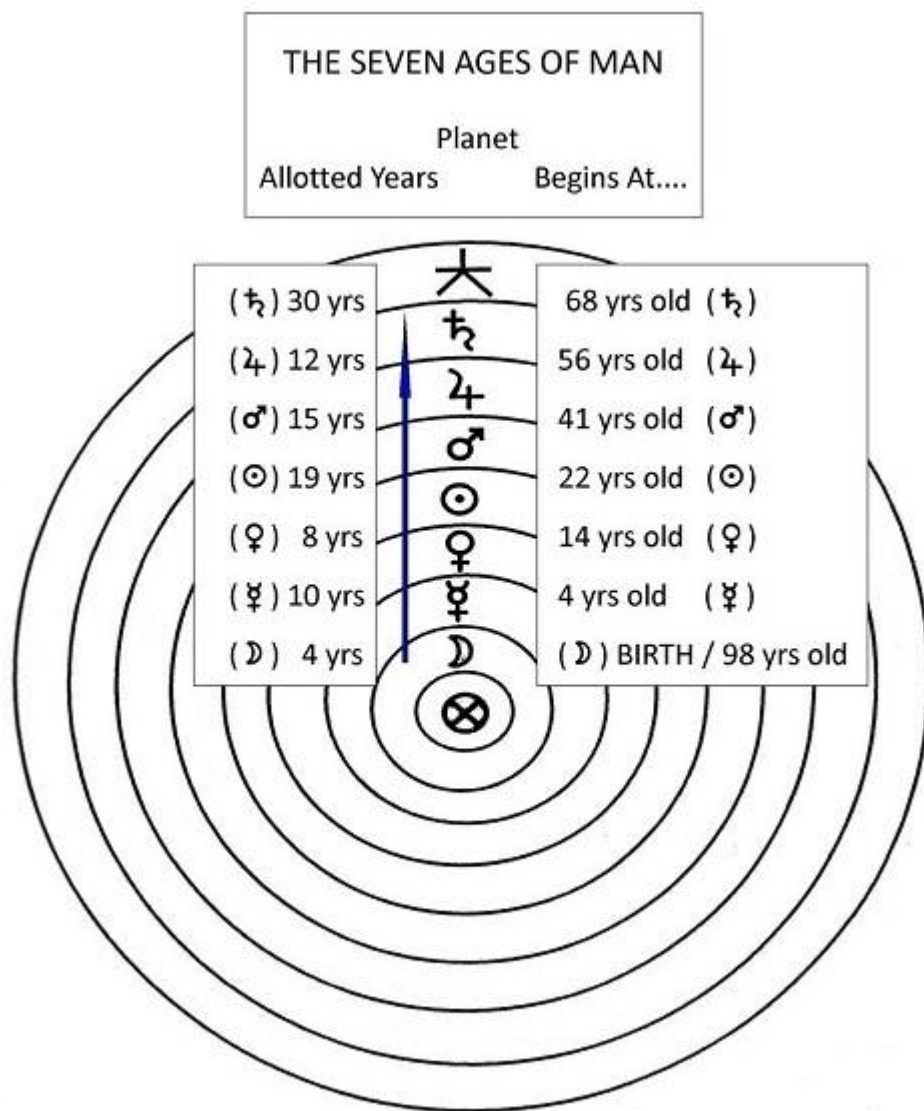 THE SEVEN AGES OF MAN
Planet
Allotted Years Begins At....
(♄) 30 yrs 68 yrs old (♄)
(♃) 12 yrs 56 yrs old (♃)
(♂) 15 yrs 41 yrs old (♂)
(☉) 19 yrs 22 yrs old (☉)
(♀) 8 yrs 14 yrs old (♀)
(☿) 10 yrs 4 yrs old (☿)
(☽) 4 yrs (☽) BIRTH / 98 yrs old